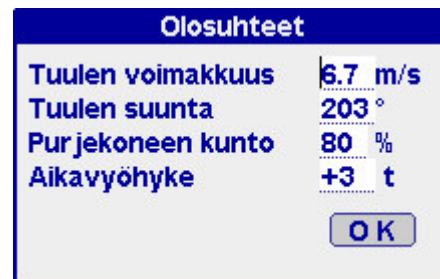 Olosuhteet
Tuulen voimakkuus 6.7 m/s
Tuulen suunta 203 °
Purjekoneen kunto 80 %
Aikavyöhyke +3 t
OK